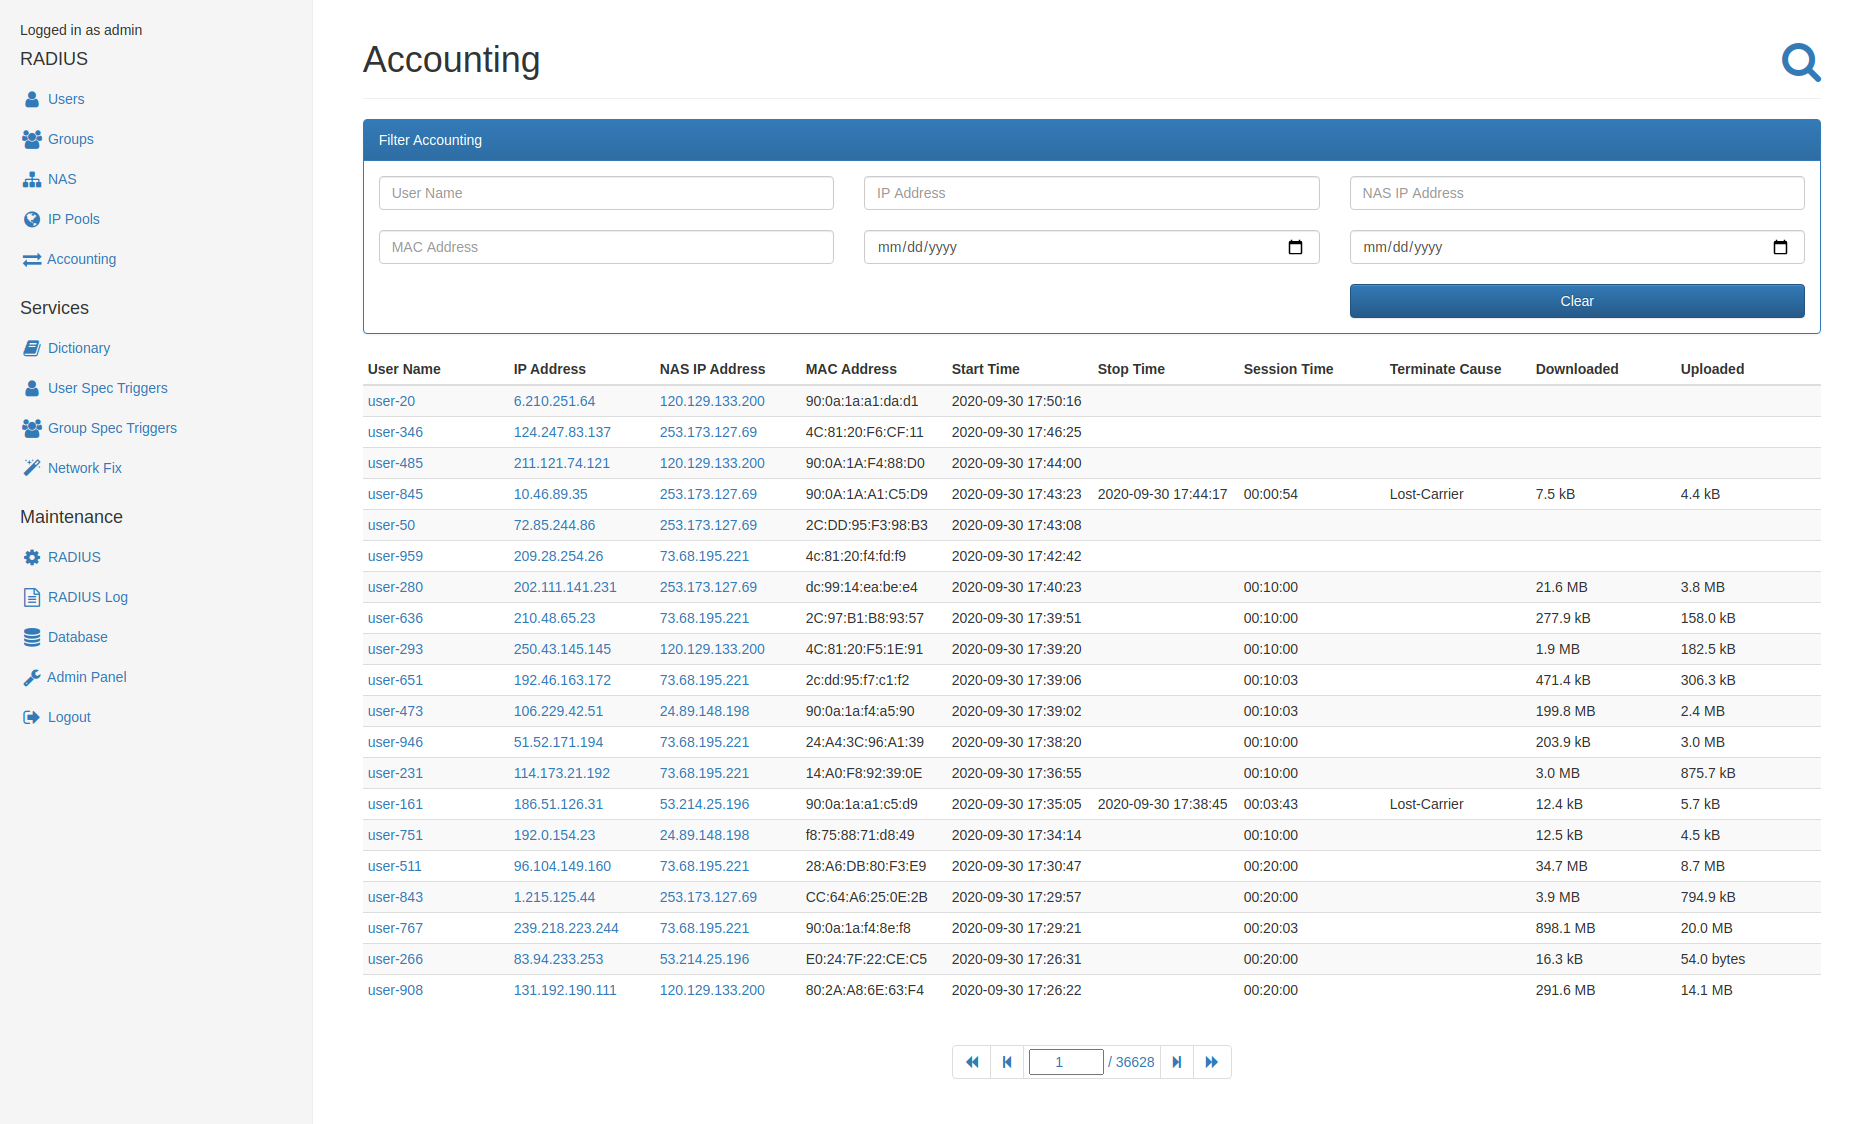 Logged in as admin
RADIUS
Users
Groups
NAS
IP Pools
Accounting
Services
Dictionary
User Spec Triggers
Group Spec Triggers
Network Fix
Maintenance
RADIUS
RADIUS Log
Database
Admin Panel
Logout
Accounting
Filter Accounting
User Name IP Address NAS IP Address
MAC Address mm/dd/yyyy mm/dd/yyyy
Clear
User Name IP Address NAS IP Address MAC Address Start Time Stop Time Session Time Terminate Cause Downloaded Uploaded
user-20 6.210.251.64 120.129.133.200 90:0a:1a:a1:da:d1 2020-09-30 17:50:16
user-346 124.247.83.137 253.173.127.69 4C:81:20:F6:CF:11 2020-09-30 17:46:25
user-485 211.121.74.121 120.129.133.200 90:0A:1A:F4:88:D0 2020-09-30 17:44:00
user-845 10.46.89.35 253.173.127.69 90:0A:1A:A1:C5:D9 2020-09-30 17:43:23 2020-09-30 17:44:17 00:00:54 Lost-Carrier 7.5 kB 4.4 kB
user-50 72.85.244.86 253.173.127.69 2C:DD:95:F3:98:B3 2020-09-30 17:43:08
user-959 209.28.254.26 73.68.195.221 4c:81:20:f4:fd:f9 2020-09-30 17:42:42
user-280 202.111.141.231 253.173.127.69 dc:99:14:ea:be:e4 2020-09-30 17:40:23 00:10:00 21.6 MB 3.8 MB
user-636 210.48.65.23 73.68.195.221 2C:97:B1:B8:93:57 2020-09-30 17:39:51 00:10:00 277.9 kB 158.0 kB
user-293 250.43.145.145 120.129.133.200 4C:81:20:F5:1E:91 2020-09-30 17:39:20 00:10:00 1.9 MB 182.5 kB
user-651 192.46.163.172 73.68.195.221 2c:dd:95:f7:c1:f2 2020-09-30 17:39:06 00:10:03 471.4 kB 306.3 kB
user-473 106.229.42.51 24.89.148.198 90:0a:1a:f4:a5:90 2020-09-30 17:39:02 00:10:03 199.8 MB 2.4 MB
user-946 51.52.171.194 73.68.195.221 24:A4:3C:96:A1:39 2020-09-30 17:38:20 00:10:00 203.9 kB 3.0 MB
user-231 114.173.21.192 73.68.195.221 14:A0:F8:92:39:0E 2020-09-30 17:36:55 00:10:00 3.0 MB 875.7 kB
user-161 186.51.126.31 53.214.25.196 90:0a:1a:a1:c5:d9 2020-09-30 17:35:05 2020-09-30 17:38:45 00:03:43 Lost-Carrier 12.4 kB 5.7 kB
user-751 192.0.154.23 24.89.148.198 f8:75:88:71:d8:49 2020-09-30 17:34:14 00:10:00 12.5 kB 4.5 kB
user-511 96.104.149.160 73.68.195.221 28:A6:DB:80:F3:E9 2020-09-30 17:30:47 00:20:00 34.7 MB 8.7 MB
user-843 1.215.125.44 253.173.127.69 CC:64:A6:25:0E:2B 2020-09-30 17:29:57 00:20:00 3.9 MB 794.9 kB
user-767 239.218.223.244 73.68.195.221 90:0a:1a:f4:8e:f8 2020-09-30 17:29:21 00:20:03 898.1 MB 20.0 MB
user-266 83.94.233.253 53.214.25.196 E0:24:7F:22:CE:C5 2020-09-30 17:26:31 00:20:00 16.3 kB 54.0 bytes
user-908 131.192.190.111 120.129.133.200 80:2A:A8:6E:63:F4 2020-09-30 17:26:22 00:20:00 291.6 MB 14.1 MB
1 / 36628